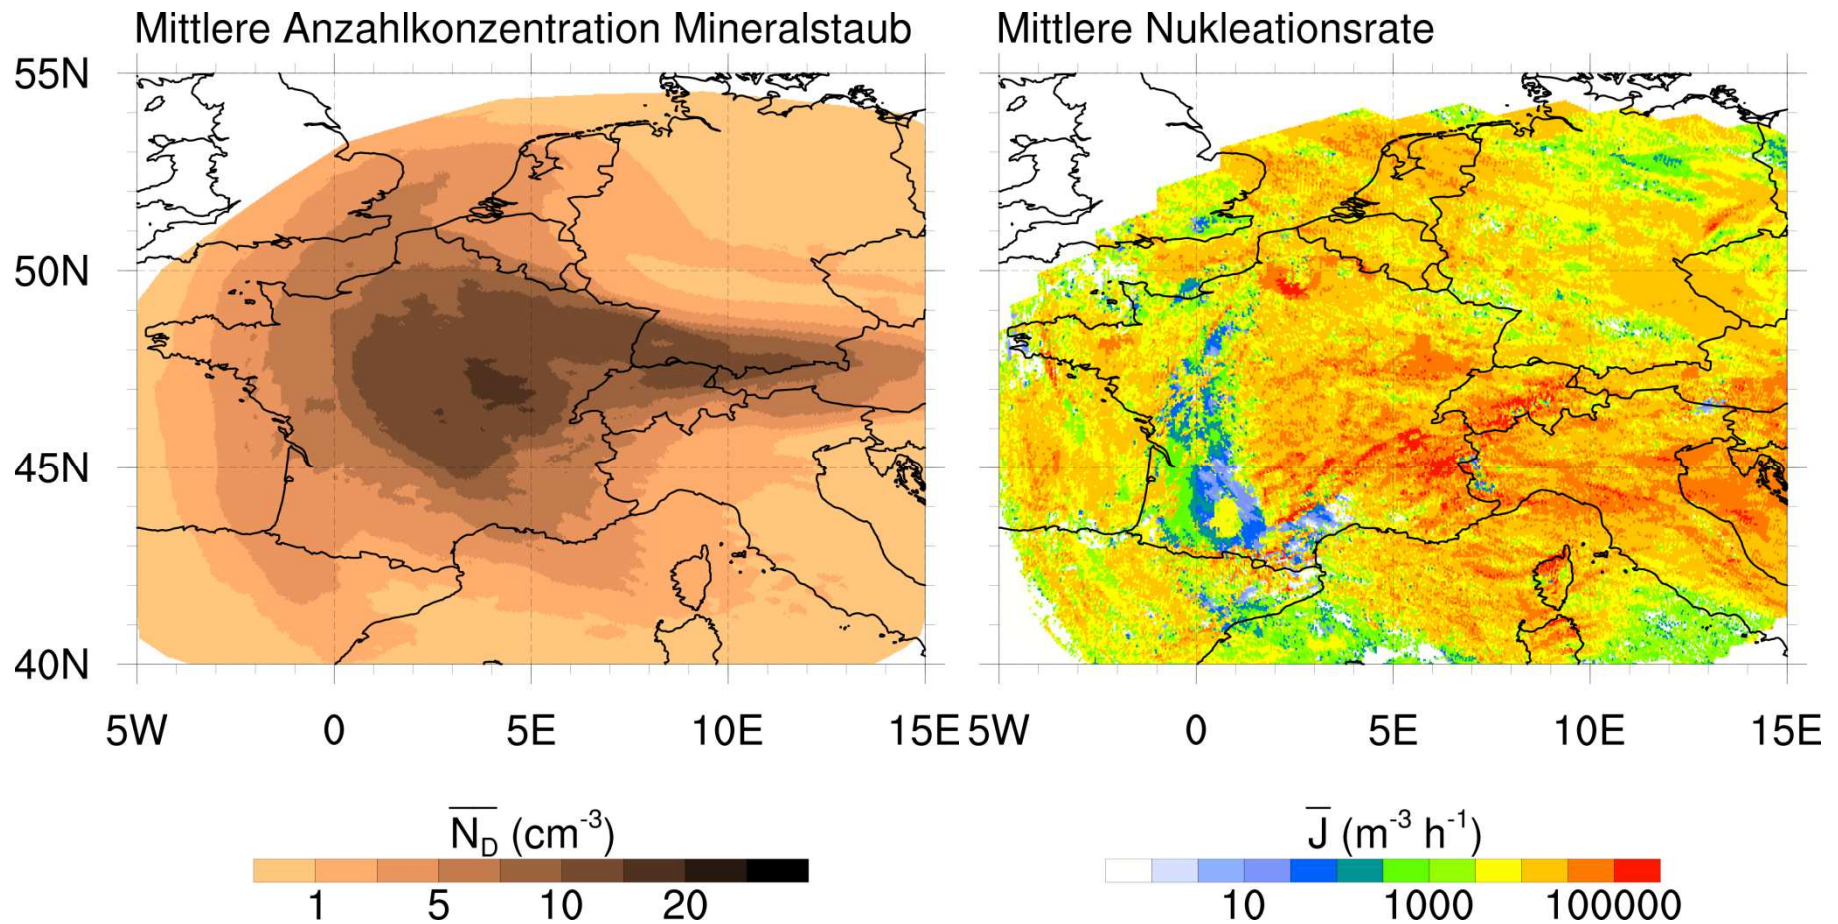 Mittlere Anzahlkonzentration Mineralstaub
Mittlere Nukleationsrate
55N
50N
45N
40N
5W 0 5E 10E 15E
5W 0 5E 10E 15E
N_D (cm⁻³)
1 5 10 20
J (m⁻³ h⁻¹)
10 1000 100000